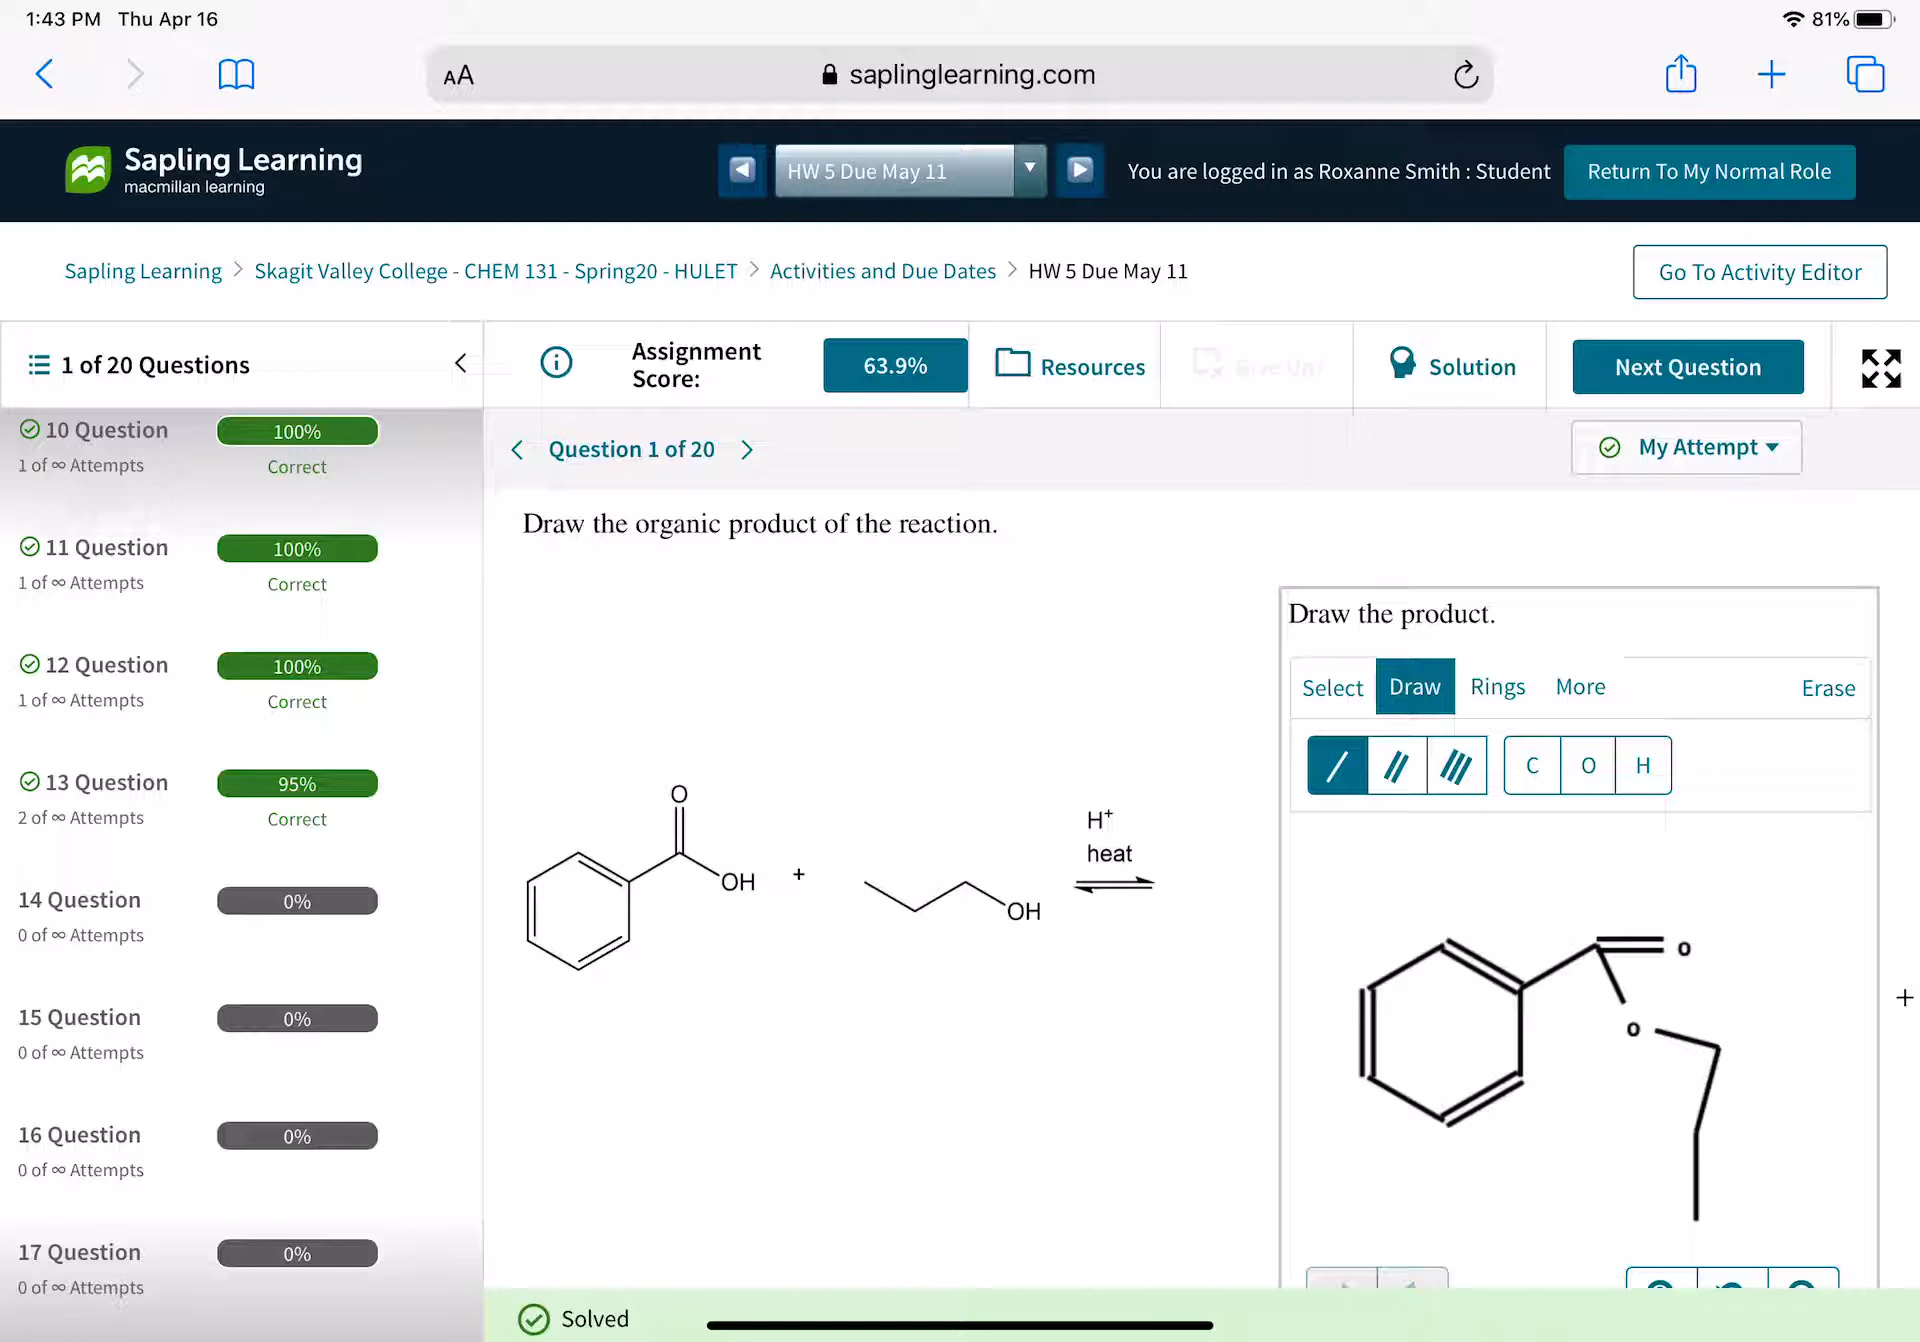 1:43 PM Thu Apr 16
81%
AA
saplinglearning.com
Sapling Learning
macmillan learning
HW 5 Due May 11
You are logged in as Roxanne Smith : Student
Return To My Normal Role
Sapling Learning > Skagit Valley College - CHEM 131 - Spring20 - HULET > Activities and Due Dates > HW 5 Due May 11
Go To Activity Editor
1 of 20 Questions
Assignment
Score:
63.9%
Resources
Give Up?
Solution
Next Question
10 Question
100%
1 of ∞ Attempts
Correct
11 Question
100%
1 of ∞ Attempts
Correct
12 Question
100%
1 of ∞ Attempts
Correct
13 Question
95%
2 of ∞ Attempts
Correct
14 Question
0%
0 of ∞ Attempts
15 Question
0%
0 of ∞ Attempts
16 Question
0%
0 of ∞ Attempts
17 Question
0%
0 of ∞ Attempts
Question 1 of 20
My Attempt
Draw the organic product of the reaction.
O
OH
+
OH
H⁺
heat
Draw the product.
Select Draw Rings More Erase
C O H
O
O
+
Solved